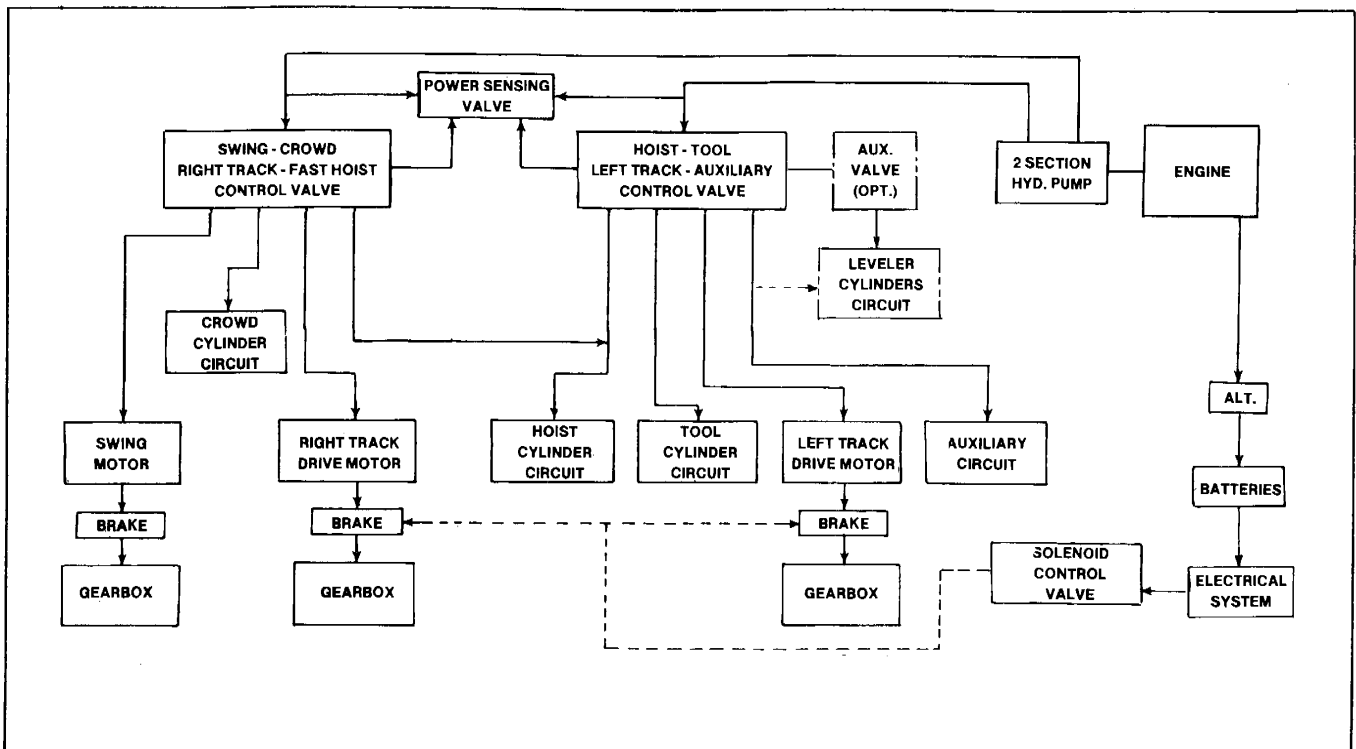 POWER SENSING
VALVE
SWING - CROWD
RIGHT TRACK - FAST HOIST
CONTROL VALVE
HOIST - TOOL
LEFT TRACK - AUXILIARY
CONTROL VALVE
AUX.
VALVE
(OPT.)
2 SECTION
HYD. PUMP
ENGINE
LEVELER
CYLINDERS
CIRCUIT
CROWD
CYLINDER
CIRCUIT
ALT.
SWING
MOTOR
RIGHT TRACK
DRIVE MOTOR
HOIST
CYLINDER
CIRCUIT
TOOL
CYLINDER
CIRCUIT
LEFT TRACK
DRIVE MOTOR
AUXILIARY
CIRCUIT
BATTERIES
BRAKE
BRAKE
BRAKE
SOLENOID
CONTROL
VALVE
ELECTRICAL
SYSTEM
GEARBOX
GEARBOX
GEARBOX